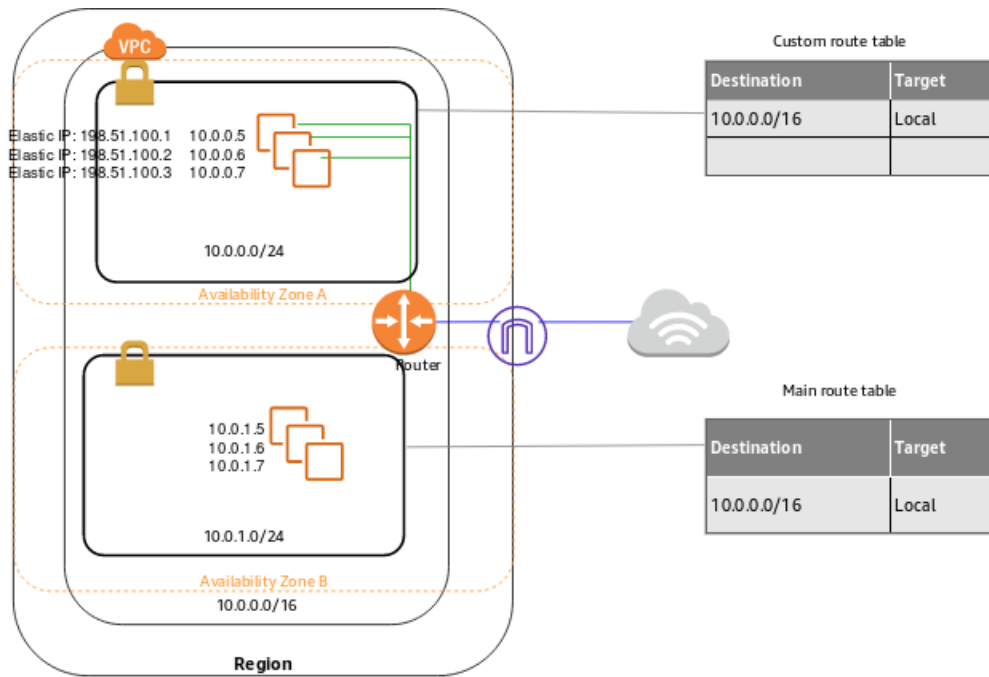 VPC
Custom route table
Destination Target
10.0.0.0/16 Local
Elastic IP: 198.51.100.1 10.0.0.5
Elastic IP: 198.51.100.2 10.0.0.6
Elastic IP: 198.51.100.3 10.0.0.7
10.0.0.0/24
Availability Zone A
Router
Main route table
Destination Target
10.0.0.0/16 Local
10.0.1.5
10.0.1.6
10.0.1.7
10.0.1.0/24
Availability Zone B
10.0.0.0/16
Region